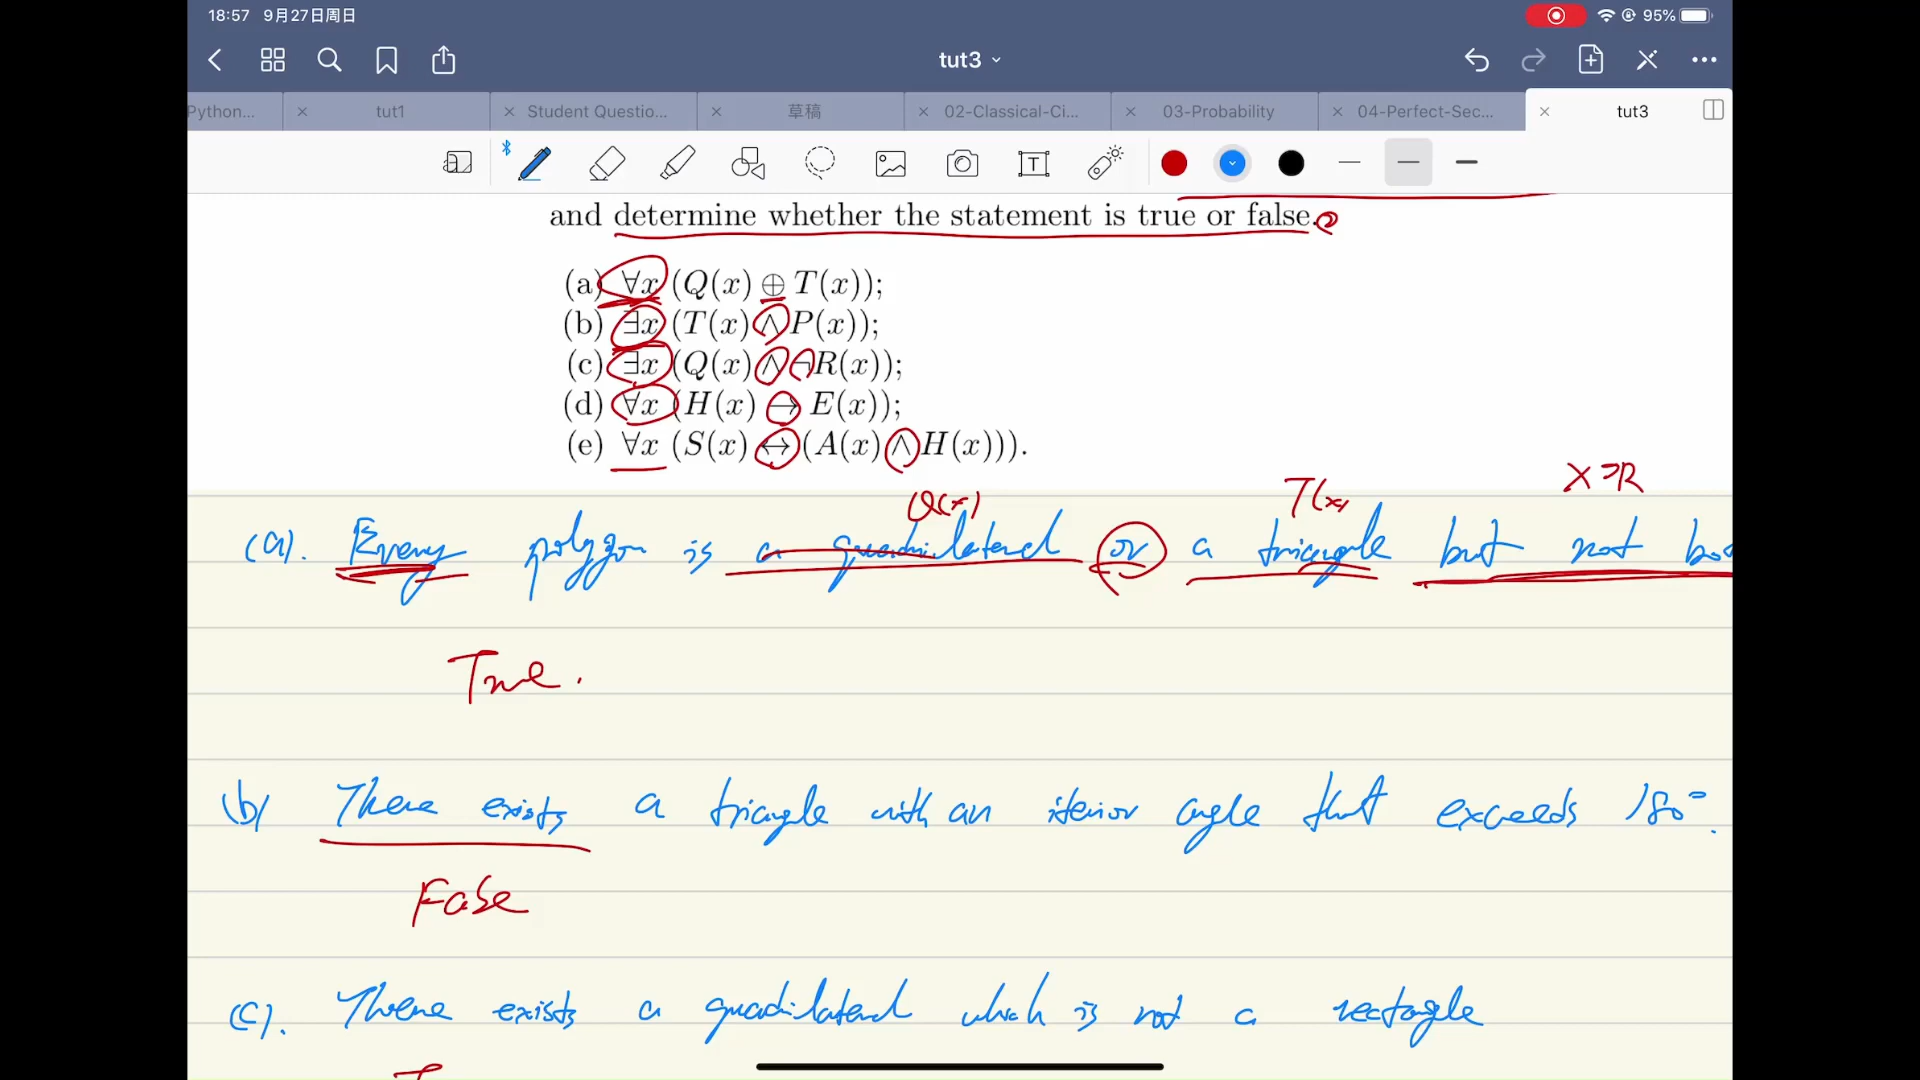 18:57 9月27日周日 95%
tut3
Python... tut1 Student Questio... 草稿 02-Classical-Ci... 03-Probability 04-Perfect-Sec... tut3
and determine whether the statement is true or false.
(a) ∀x (Q(x) ⊕ T(x));
(b) ∃x (T(x) ∧ P(x));
(c) ∃x (Q(x) ∧ ¬R(x));
(d) ∀x (H(x) → E(x));
(e) ∀x (S(x) ↔ (A(x) ∧ H(x))).
Q(x) T(x)
(a). Every polygon is a quadrilateral or a triangle but not bo
True.
(b) There exists a triangle with an iterior angle that exceeds 180°.
False
(c). There exists a quadrilateral which is not a rectangle